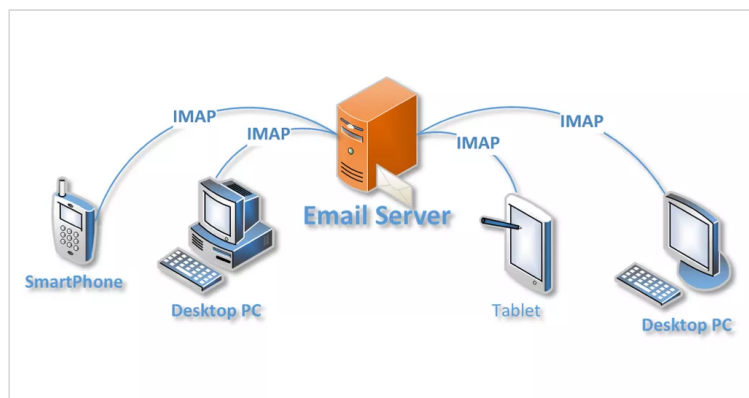 IMAP
IMAP
IMAP
IMAP
Email Server
SmartPhone
Desktop PC
Tablet
Desktop PC